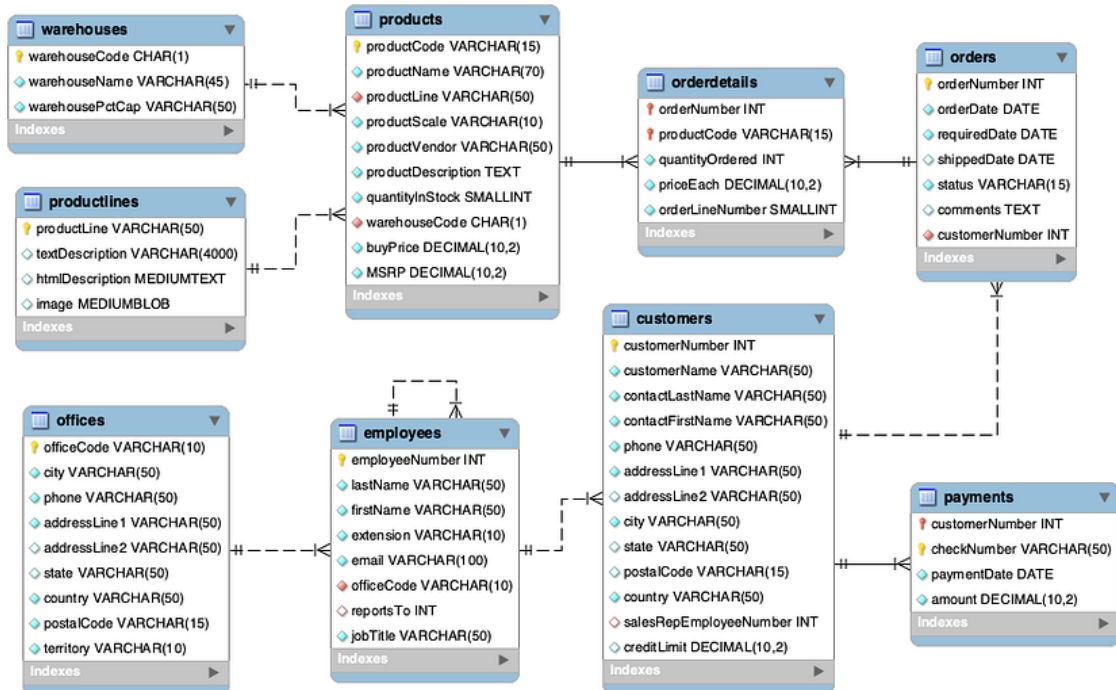 warehouses
warehouseCode CHAR(1)
warehouseName VARCHAR(45)
warehousePctCap VARCHAR(50)
Indexes
productlines
productLine VARCHAR(50)
textDescription VARCHAR(4000)
htmlDescription MEDIUMTEXT
image MEDIUMBLOB
Indexes
products
productCode VARCHAR(15)
productName VARCHAR(70)
productLine VARCHAR(50)
productScale VARCHAR(10)
productVendor VARCHAR(50)
productDescription TEXT
quantityInStock SMALLINT
warehouseCode CHAR(1)
buyPrice DECIMAL(10,2)
MSRP DECIMAL(10,2)
Indexes
orderdetails
orderNumber INT
productCode VARCHAR(15)
quantityOrdered INT
priceEach DECIMAL(10,2)
orderLineNumber SMALLINT
Indexes
orders
orderNumber INT
orderDate DATE
requiredDate DATE
shippedDate DATE
status VARCHAR(15)
comments TEXT
customerNumber INT
Indexes
offices
officeCode VARCHAR(10)
city VARCHAR(50)
phone VARCHAR(50)
addressLine1 VARCHAR(50)
addressLine2 VARCHAR(50)
state VARCHAR(50)
country VARCHAR(50)
postalCode VARCHAR(15)
territory VARCHAR(10)
Indexes
employees
employeeNumber INT
lastName VARCHAR(50)
firstName VARCHAR(50)
extension VARCHAR(10)
email VARCHAR(100)
officeCode VARCHAR(10)
reportsTo INT
jobTitle VARCHAR(50)
Indexes
customers
customerNumber INT
customerName VARCHAR(50)
contactLastName VARCHAR(50)
contactFirstName VARCHAR(50)
phone VARCHAR(50)
addressLine1 VARCHAR(50)
addressLine2 VARCHAR(50)
city VARCHAR(50)
state VARCHAR(50)
postalCode VARCHAR(15)
country VARCHAR(50)
salesRepEmployeeNumber INT
creditLimit DECIMAL(10,2)
Indexes
payments
customerNumber INT
checkNumber VARCHAR(50)
paymentDate DATE
amount DECIMAL(10,2)
Indexes